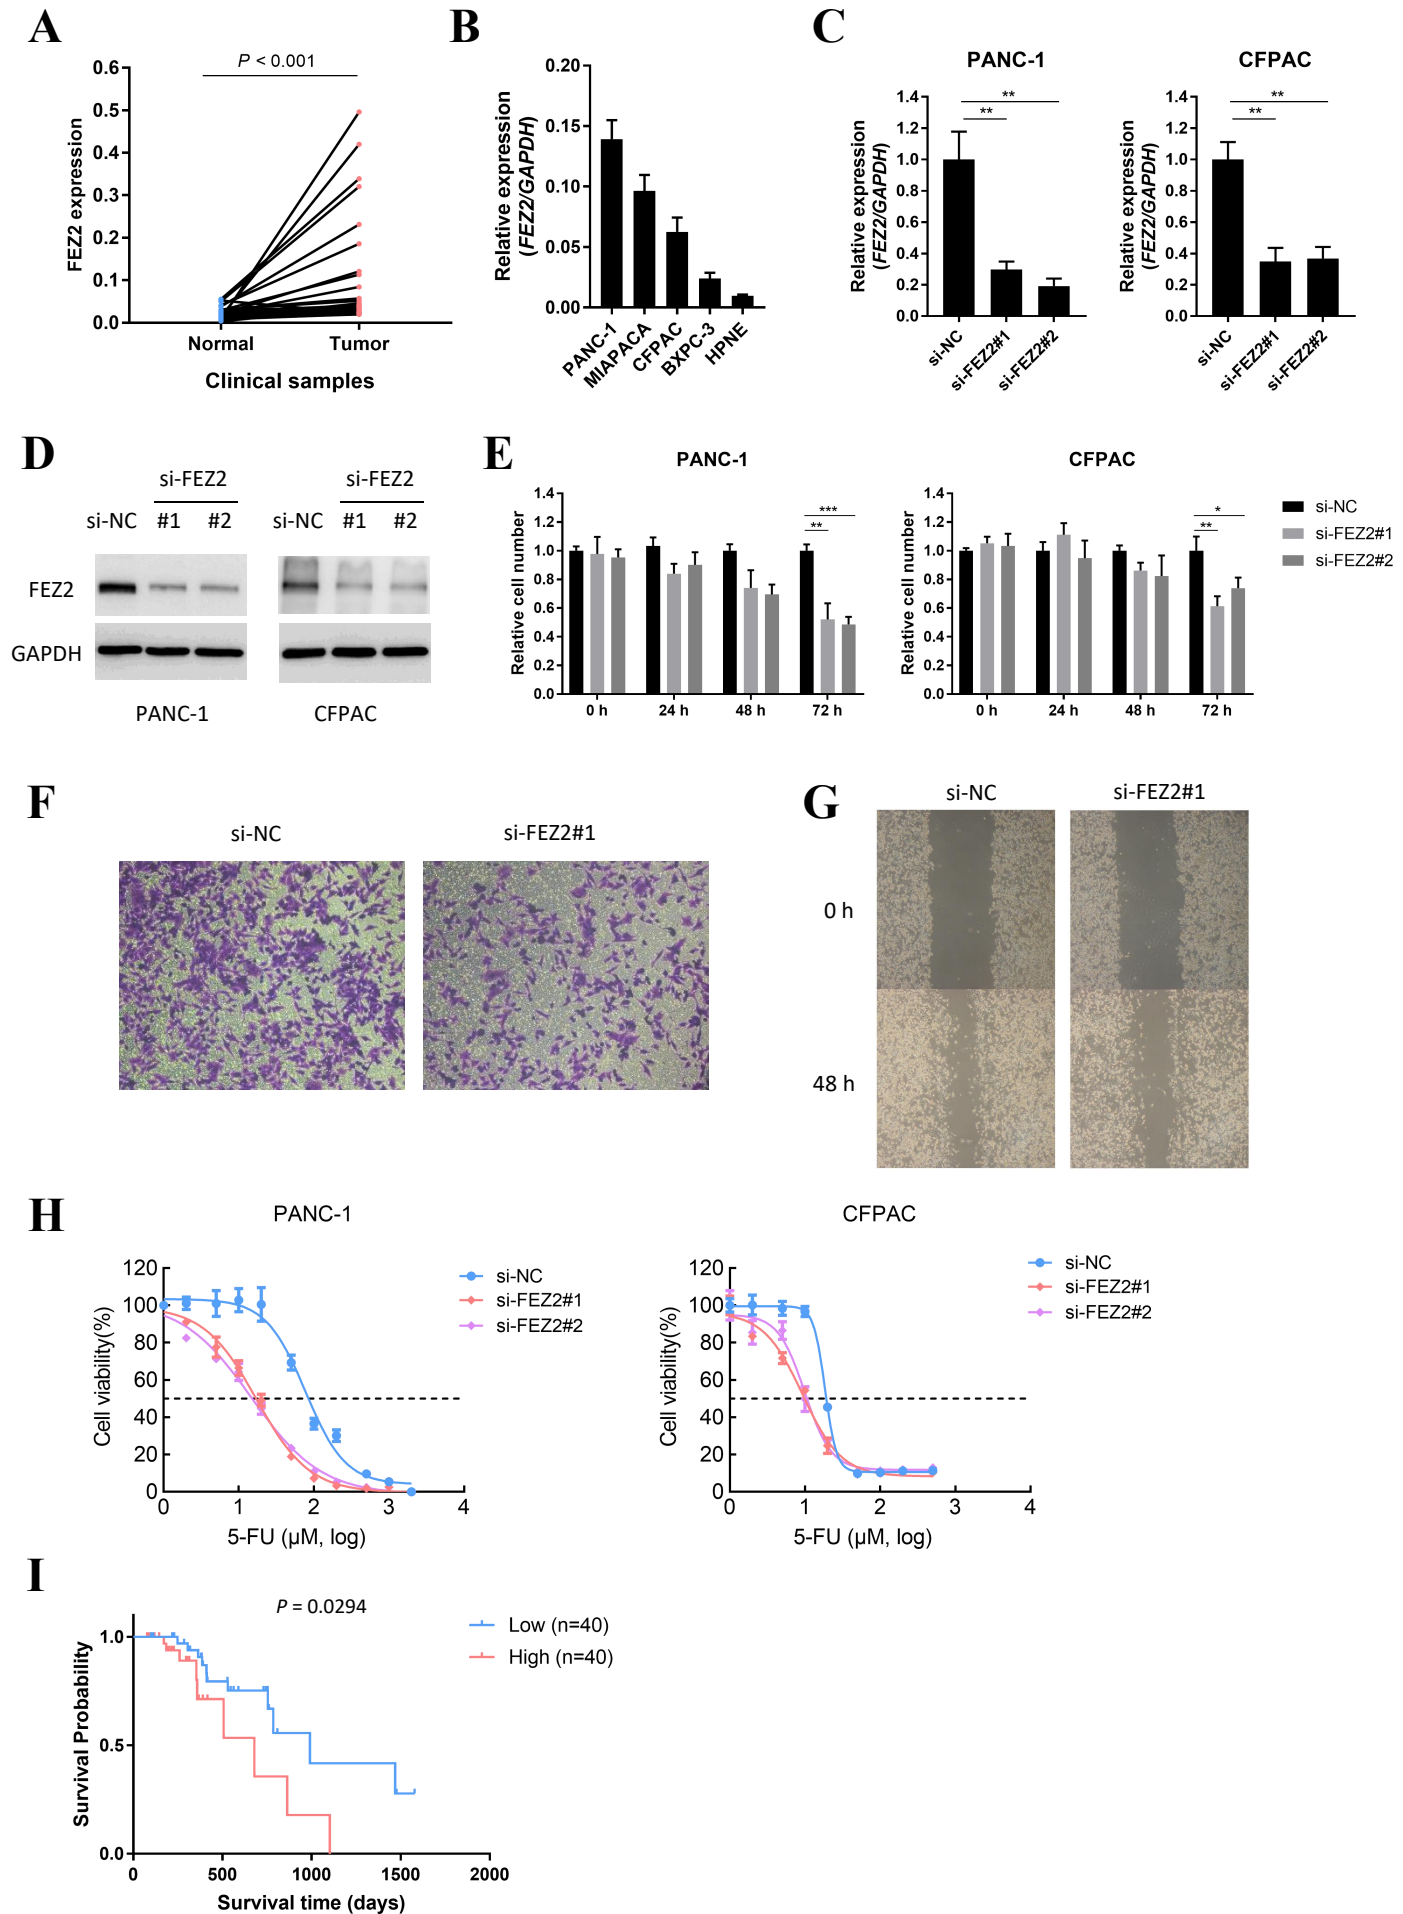 A
P < 0.001
FEZ2 expression
0.6
0.5
0.4
0.3
0.2
0.1
0.0
Normal
Tumor
Clinical samples
B
Relative expression
(FEZ2/GAPDH)
0.20
0.15
0.10
0.05
0.00
PANC-1
MIAPACA
CFPAC
BXPC-3
HPNE
C
PANC-1
Relative expression
(FEZ2/GAPDH)
1.4
1.2
1.0
0.8
0.6
0.4
0.2
0.0
**
**
si-NC
si-FEZ2#1
si-FEZ2#2
CFPAC
Relative expression
(FEZ2/GAPDH)
1.4
1.2
1.0
0.8
0.6
0.4
0.2
0.0
**
**
si-NC
si-FEZ2#1
si-FEZ2#2
D
si-FEZ2
si-NC #1 #2
si-FEZ2
si-NC #1 #2
FEZ2
GAPDH
PANC-1
CFPAC
E
PANC-1
Relative cell number
1.4
1.2
1.0
0.8
0.6
0.4
0.2
0.0
***
**
0 h
24 h
48 h
72 h
CFPAC
Relative cell number
1.4
1.2
1.0
0.8
0.6
0.4
0.2
0.0
*
**
0 h
24 h
48 h
72 h
si-NC
si-FEZ2#1
si-FEZ2#2
F
si-NC
si-FEZ2#1
G
si-NC
si-FEZ2#1
0 h
48 h
H
PANC-1
Cell viability(%)
120
100
80
60
40
20
0
0 1 2 3 4
5-FU (μM, log)
si-NC
si-FEZ2#1
si-FEZ2#2
CFPAC
Cell viability(%)
120
100
80
60
40
20
0
0 1 2 3 4
5-FU (μM, log)
si-NC
si-FEZ2#1
si-FEZ2#2
I
P = 0.0294
Survival Probability
1.0
0.5
0.0
0 500 1000 1500 2000
Survival time (days)
Low (n=40)
High (n=40)